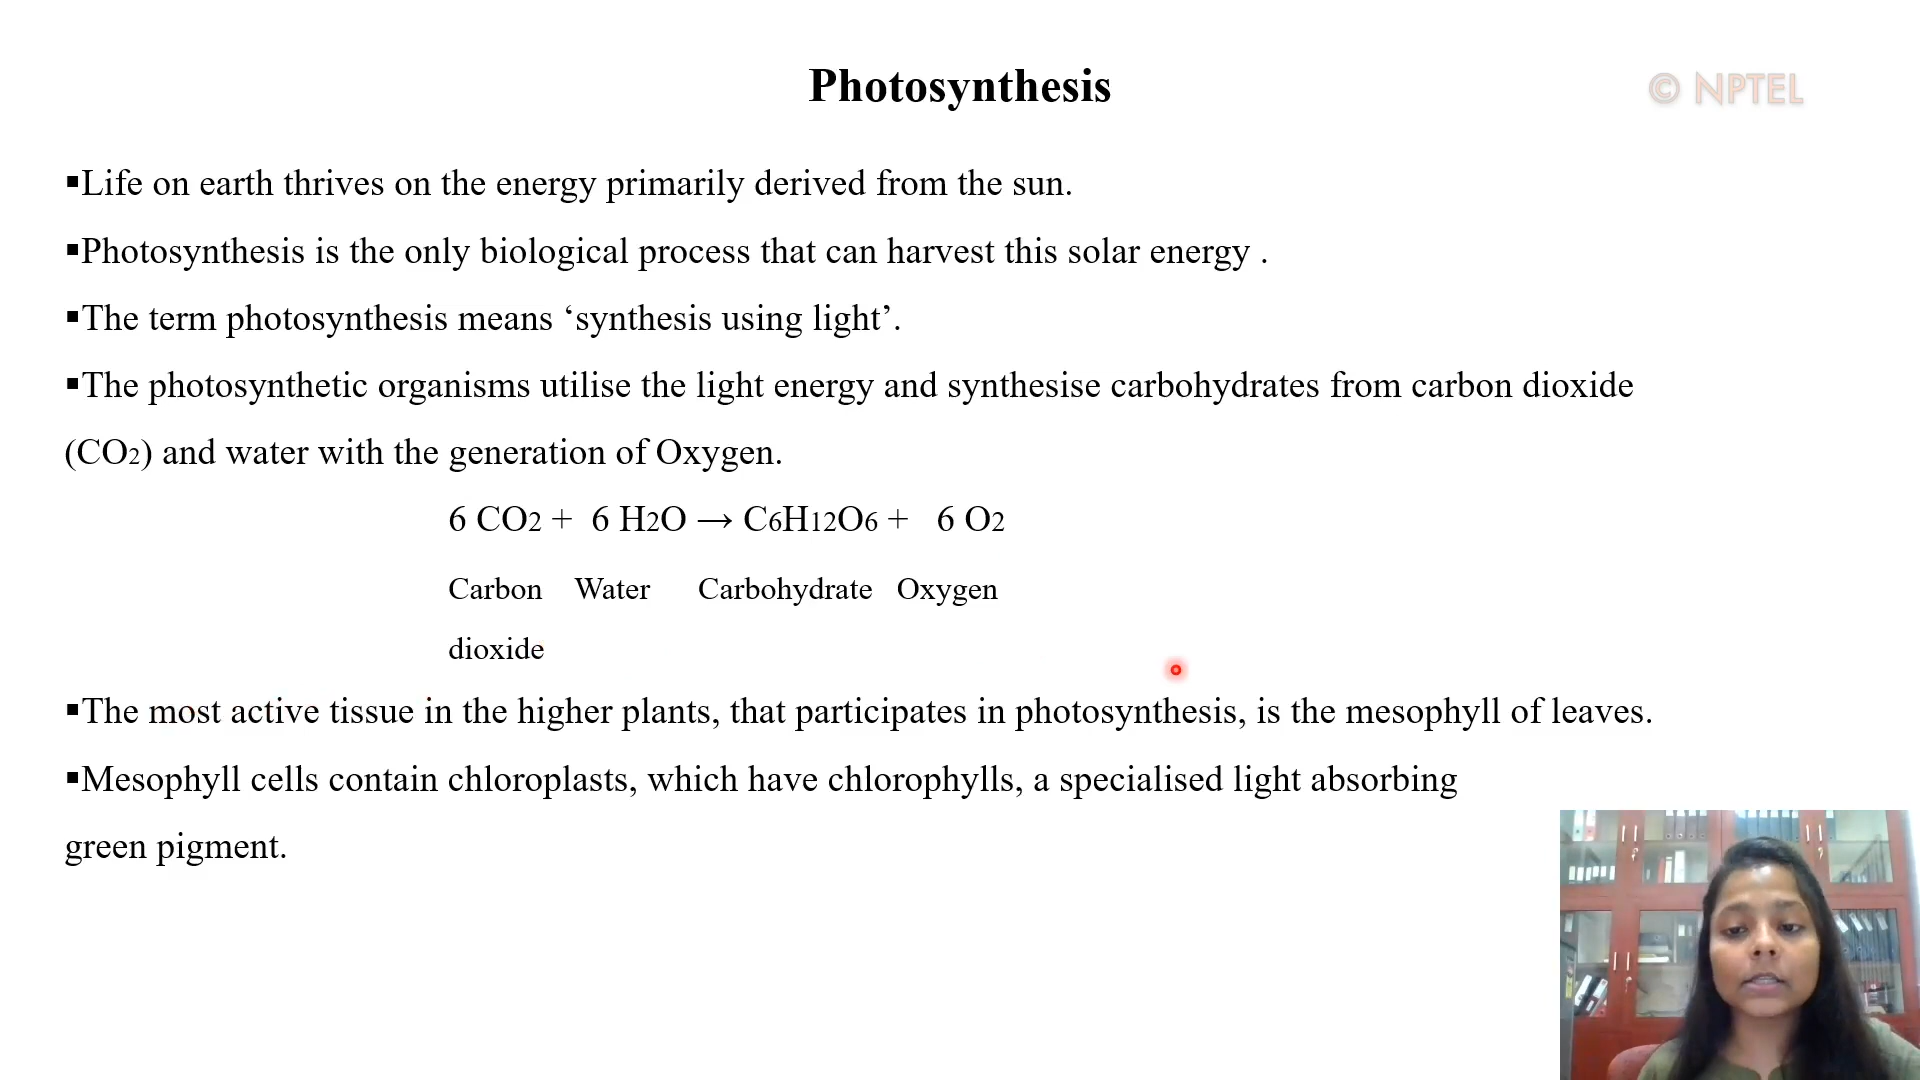 Photosynthesis
© NPTEL
▪Life on earth thrives on the energy primarily derived from the sun.
▪Photosynthesis is the only biological process that can harvest this solar energy .
▪The term photosynthesis means ‘synthesis using light’.
▪The photosynthetic organisms utilise the light energy and synthesise carbohydrates from carbon dioxide
(CO2) and water with the generation of Oxygen.
6 CO2 + 6 H2O → C6H12O6 + 6 O2
Carbon Water Carbohydrate Oxygen
dioxide
▪The most active tissue in the higher plants, that participates in photosynthesis, is the mesophyll of leaves.
▪Mesophyll cells contain chloroplasts, which have chlorophylls, a specialised light absorbing
green pigment.